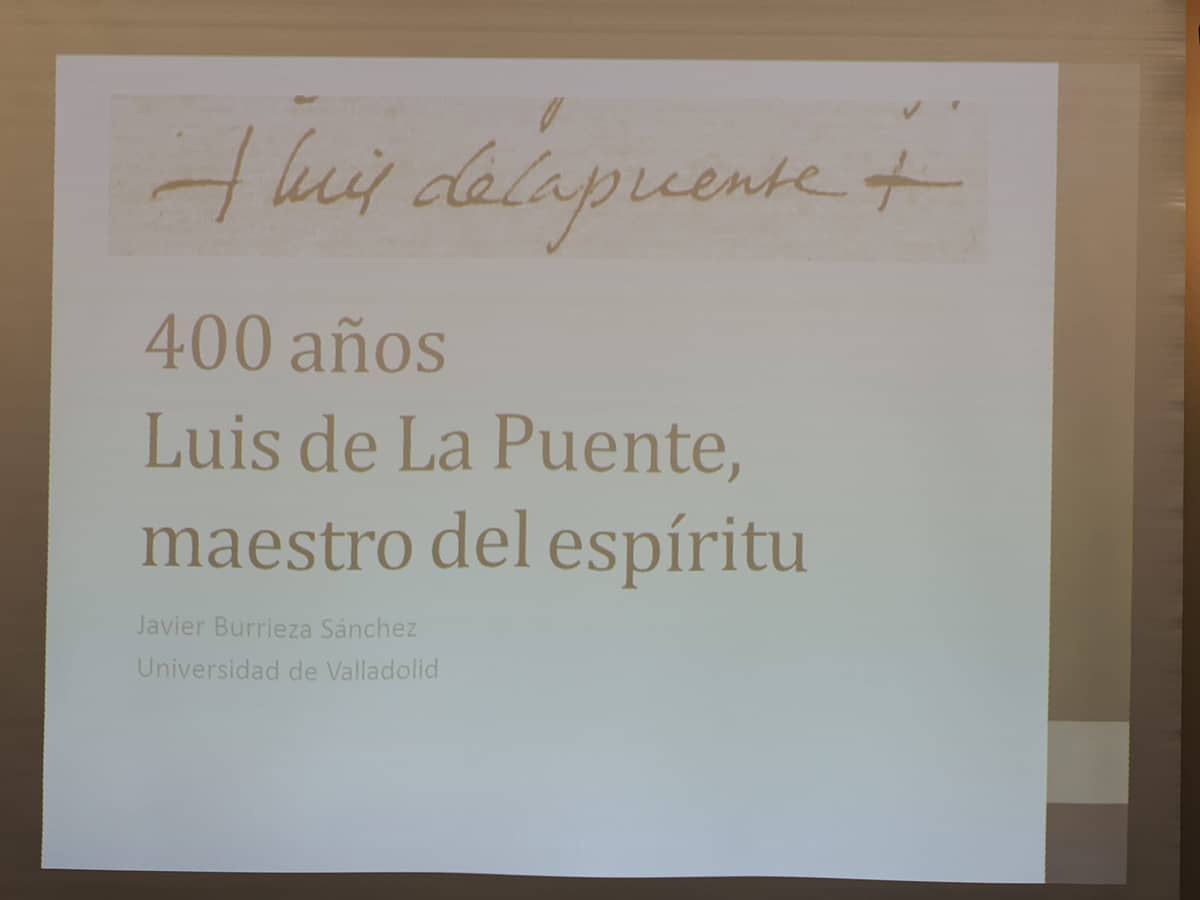 + luis delapuente +
400 años
Luis de La Puente,
maestro del espíritu
Javier Burrieza Sánchez
Universidad de Valladolid